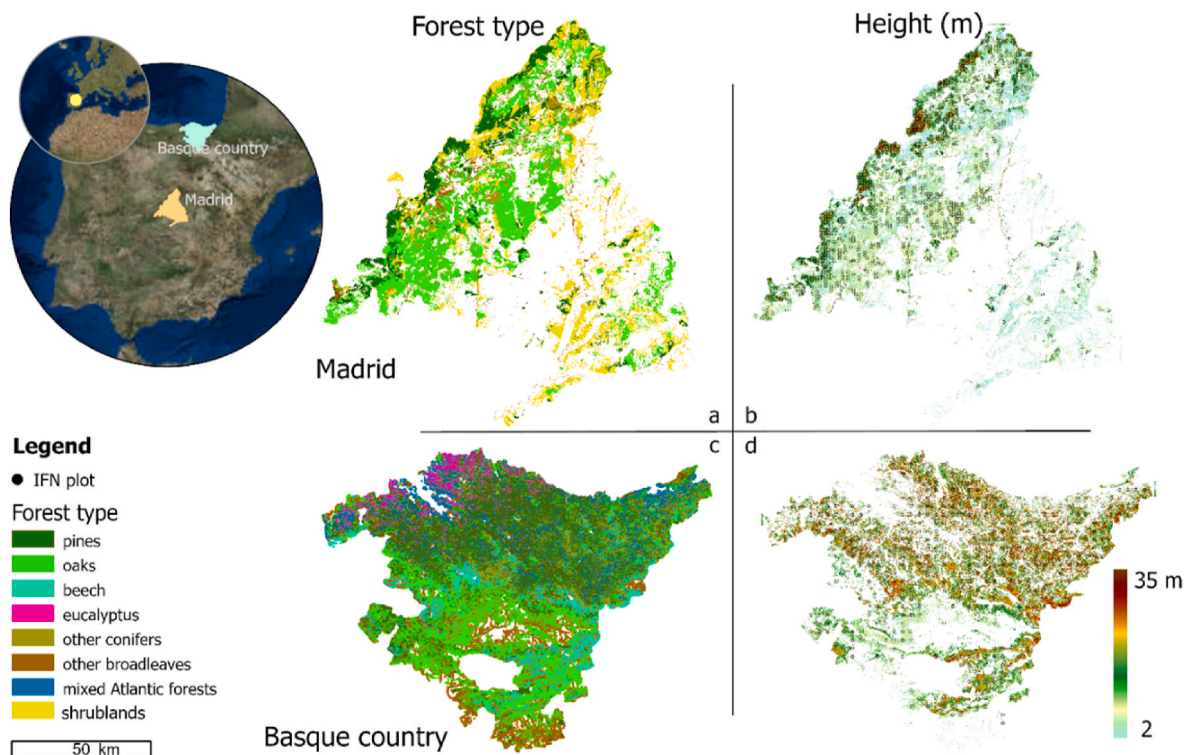 Forest type
Height (m)
Basque country
Madrid
Madrid
a
b
c
d
Legend
IFN plot
Forest type
pines
oaks
beech
eucalyptus
other conifers
other broadleaves
mixed Atlantic forests
shrublands
50 km
Basque country
35 m
2